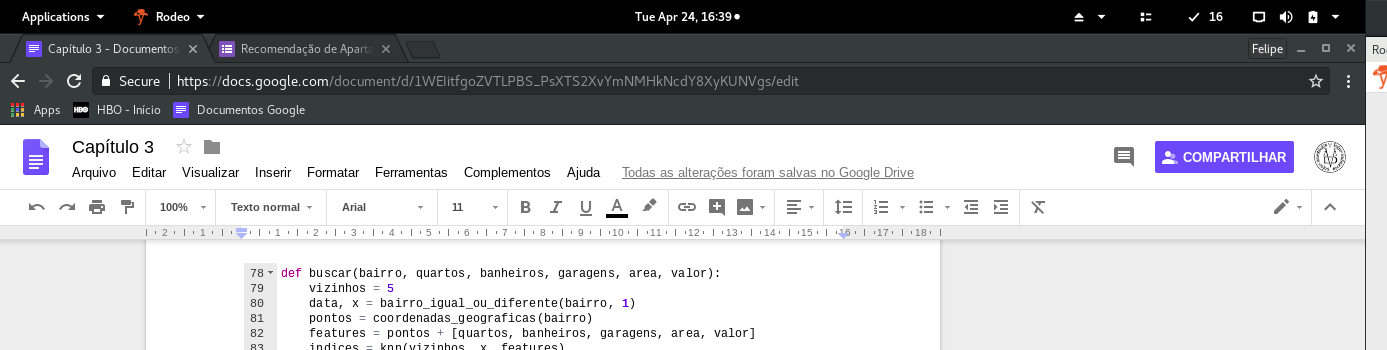 Applications Rodeo Tue Apr 24, 16:39 16
Capítulo 3 - Documentos Recomendação de Aparta Felipe
Secure https://docs.google.com/document/d/1WEIitfgoZVTLPBS_PsXTS2XvYmNMHkNcdY8XyKUNVgs/edit
Apps HBO HBO - Início Documentos Google
Capítulo 3
COMPARTILHAR
Arquivo Editar Visualizar Inserir Formatar Ferramentas Complementos Ajuda Todas as alterações foram salvas no Google Drive
100% Texto normal Arial 11
2 1 1 2 3 4 5 6 7 8 9 10 11 12 13 14 15 16 17 18
78 def buscar(bairro, quartos, banheiros, garagens, area, valor):
79 vizinhos = 5
80 data, x = bairro_igual_ou_diferente(bairro, 1)
81 pontos = coordenadas_geograficas(bairro)
82 features = pontos + [quartos, banheiros, garagens, area, valor]
83 indices = knn(vizinhos, x, features)
Ro